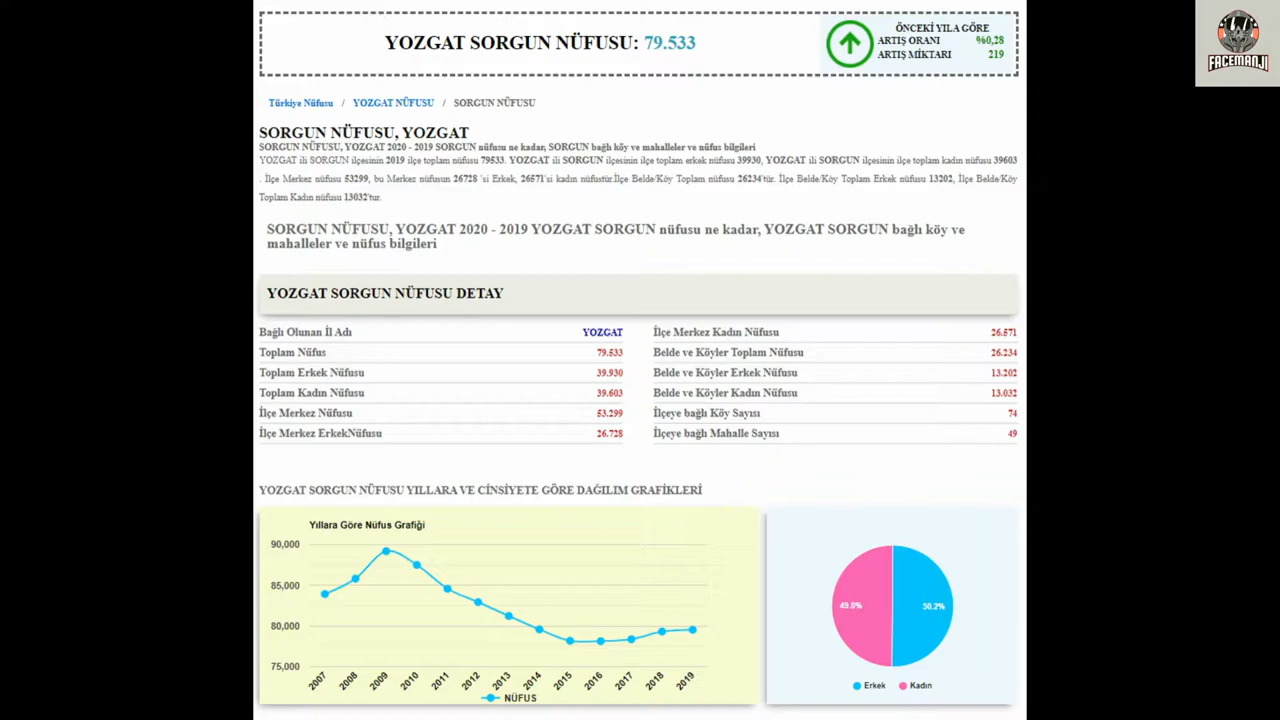 YOZGAT SORGUN NÜFUSU: 79.533
ÖNCEKİ YILA GÖRE
ARTIŞ ORANI %0,28
ARTIŞ MİKTARI 219
FACEMANJI
Türkiye Nüfusu / YOZGAT NÜFUSU / SORGUN NÜFUSU
SORGUN NÜFUSU, YOZGAT
SORGUN NÜFUSU, YOZGAT 2020 - 2019 SORGUN nüfusu ne kadar, SORGUN bağlı köy ve mahalleler ve nüfus bilgileri
YOZGAT ili SORGUN ilçesinin 2019 ilçe toplam nüfusu 79533. YOZGAT ili SORGUN ilçesinin ilçe toplam erkek nüfusu 39930, YOZGAT ili SORGUN ilçesinin ilçe toplam kadın nüfusu 39603
. İlçe Merkez nüfusu 53299, bu Merkez nüfusun 26728 'si Erkek, 26571'si kadın nüfustür.İlçe Belde/Köy Toplam nüfusu 26234'tür. İlçe Belde/Köy Toplam Erkek nüfusu 13202, İlçe Belde/Köy
Toplam Kadın nüfusu 13032'tur.
SORGUN NÜFUSU, YOZGAT 2020 - 2019 YOZGAT SORGUN nüfusu ne kadar, YOZGAT SORGUN bağlı köy ve
mahalleler ve nüfus bilgileri
YOZGAT SORGUN NÜFUSU DETAY
Bağlı Olunan İl Adı YOZGAT
Toplam Nüfus 79.533
Toplam Erkek Nüfusu 39.930
Toplam Kadın Nüfusu 39.603
İlçe Merkez Nüfusu 53.299
İlçe Merkez ErkekNüfusu 26.728
İlçe Merkez Kadın Nüfusu 26.571
Belde ve Köyler Toplam Nüfusu 26.234
Belde ve Köyler Erkek Nüfusu 13.202
Belde ve Köyler Kadın Nüfusu 13.032
İlçeye bağlı Köy Sayısı 74
İlçeye bağlı Mahalle Sayısı 49
YOZGAT SORGUN NÜFUSU YILLARA VE CİNSİYETE GÖRE DAĞILIM GRAFİKLERİ
Yıllara Göre Nüfus Grafiği
90,000
85,000
80,000
75,000
2007 2008 2009 2010 2011 2012 2013 2014 2015 2016 2017 2018 2019
NÜFUS
49.8% 50.2%
Erkek Kadın